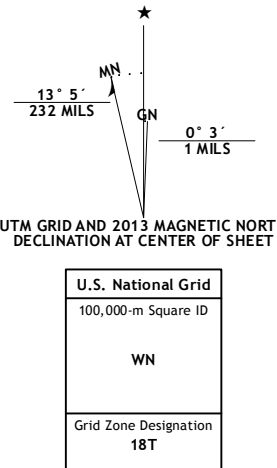 ★
MN
13° 5´
232 MILS
GN
0° 3´
1 MILS
UTM GRID AND 2013 MAGNETIC NORT
DECLINATION AT CENTER OF SHEET
U.S. National Grid
100,000-m Square ID
WN
Grid Zone Designation
18T